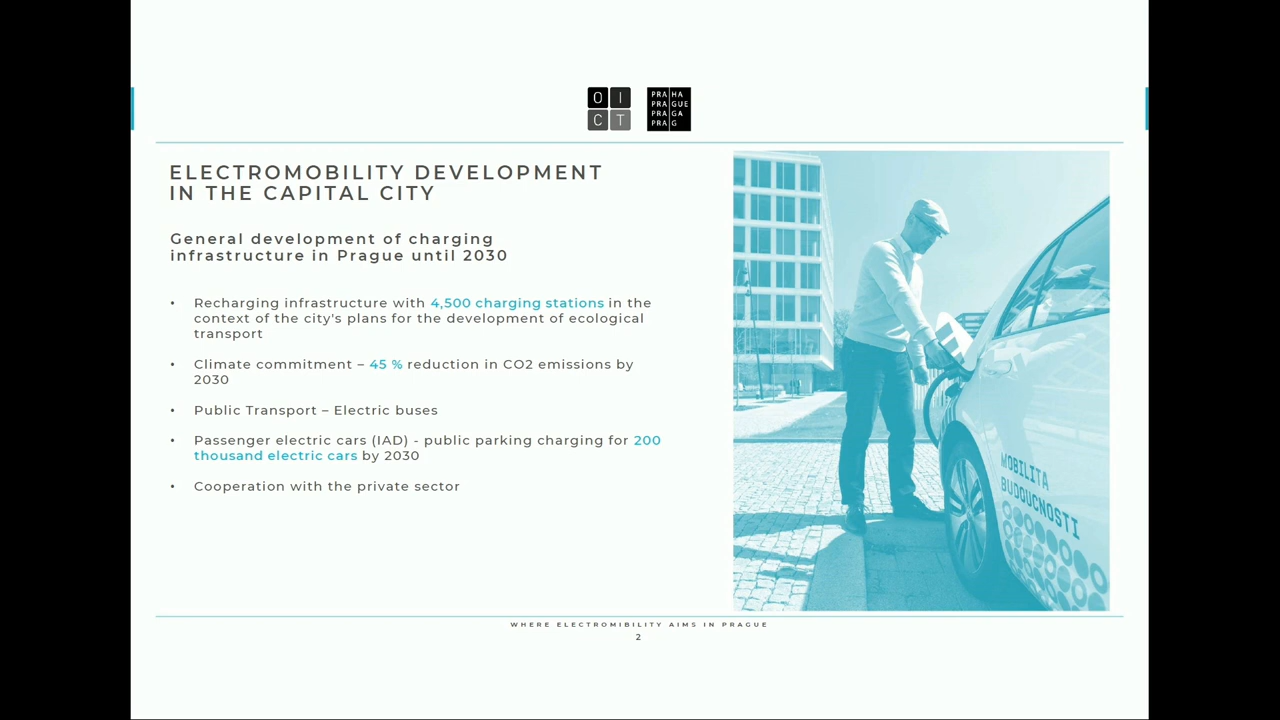 O I
C T
PRA HA
PRA GUE
PRA GA
PRA G
ELECTROMOBILITY DEVELOPMENT
IN THE CAPITAL CITY
General development of charging
infrastructure in Prague until 2030
• Recharging infrastructure with 4,500 charging stations in the
context of the city's plans for the development of ecological
transport
• Climate commitment – 45 % reduction in CO2 emissions by
2030
• Public Transport – Electric buses
• Passenger electric cars (IAD) - public parking charging for 200
thousand electric cars by 2030
• Cooperation with the private sector
MOBILITA
BUDOUCNOSTI
WHERE ELECTROMIBILITY AIMS IN PRAGUE
2